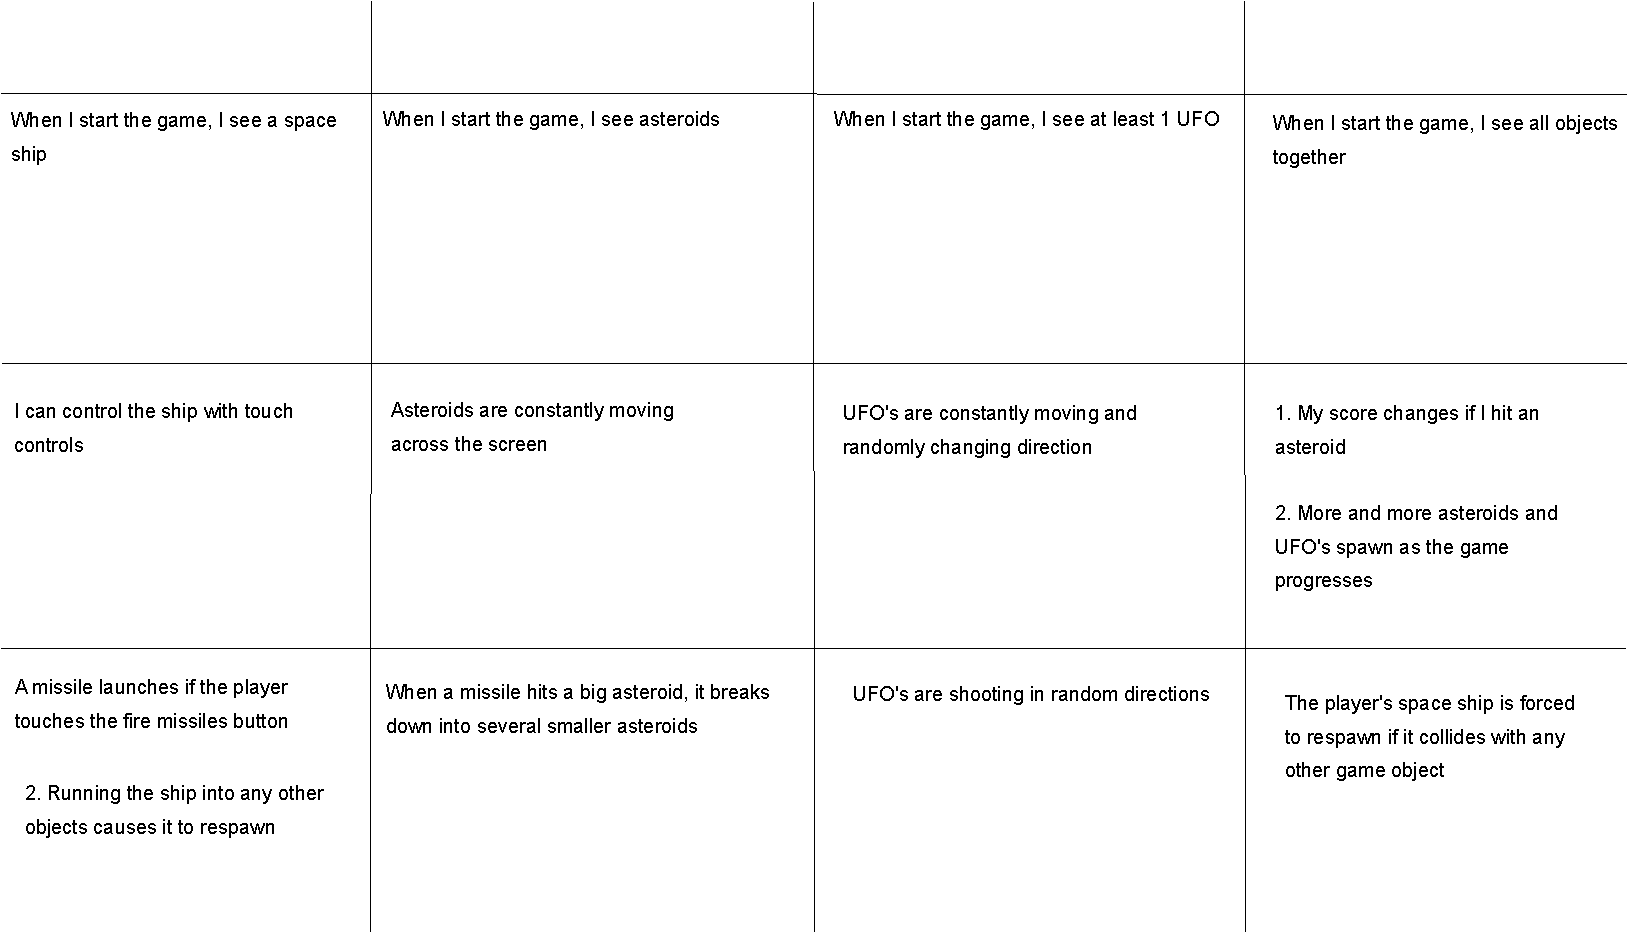 When I start the game, I see a space
ship
When I start the game, I see asteroids
When I start the game, I see at least 1 UFO
When I start the game, I see all objects
together
I can control the ship with touch
controls
Asteroids are constantly moving
across the screen
UFO's are constantly moving and
randomly changing direction
1. My score changes if I hit an
asteroid
2. More and more asteroids and
UFO's spawn as the game
progresses
A missile launches if the player
touches the fire missiles button
2. Running the ship into any other
objects causes it to respawn
When a missile hits a big asteroid, it breaks
down into several smaller asteroids
UFO's are shooting in random directions
The player's space ship is forced
to respawn if it collides with any
other game object